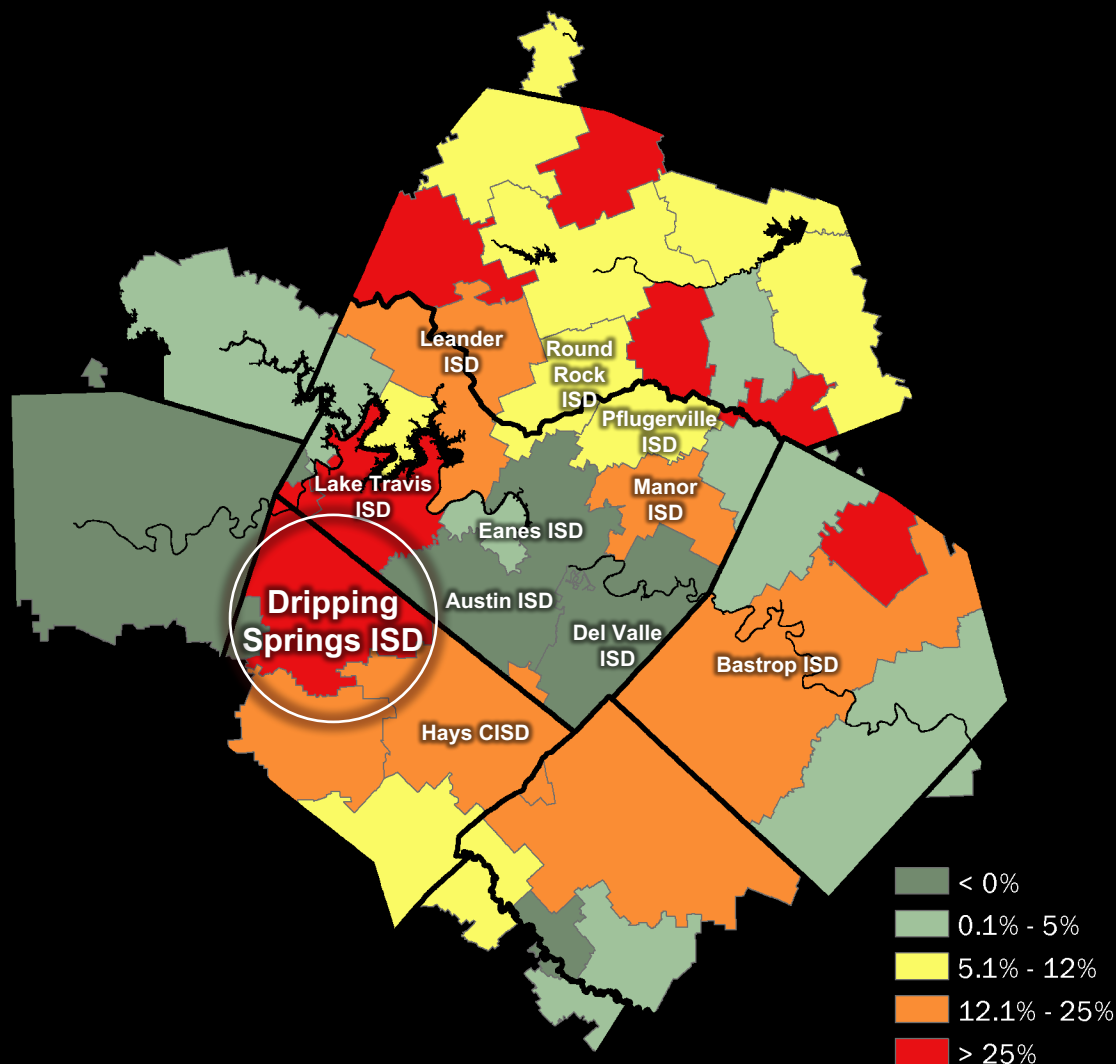 Leander
ISD
Round
Rock
ISD
Pflugerville
ISD
Lake Travis
ISD
Manor
ISD
Eanes ISD
Dripping
Springs ISD
Austin ISD
Del Valle
ISD
Bastrop ISD
Hays CISD
< 0%
0.1% - 5%
5.1% - 12%
12.1% - 25%
> 25%